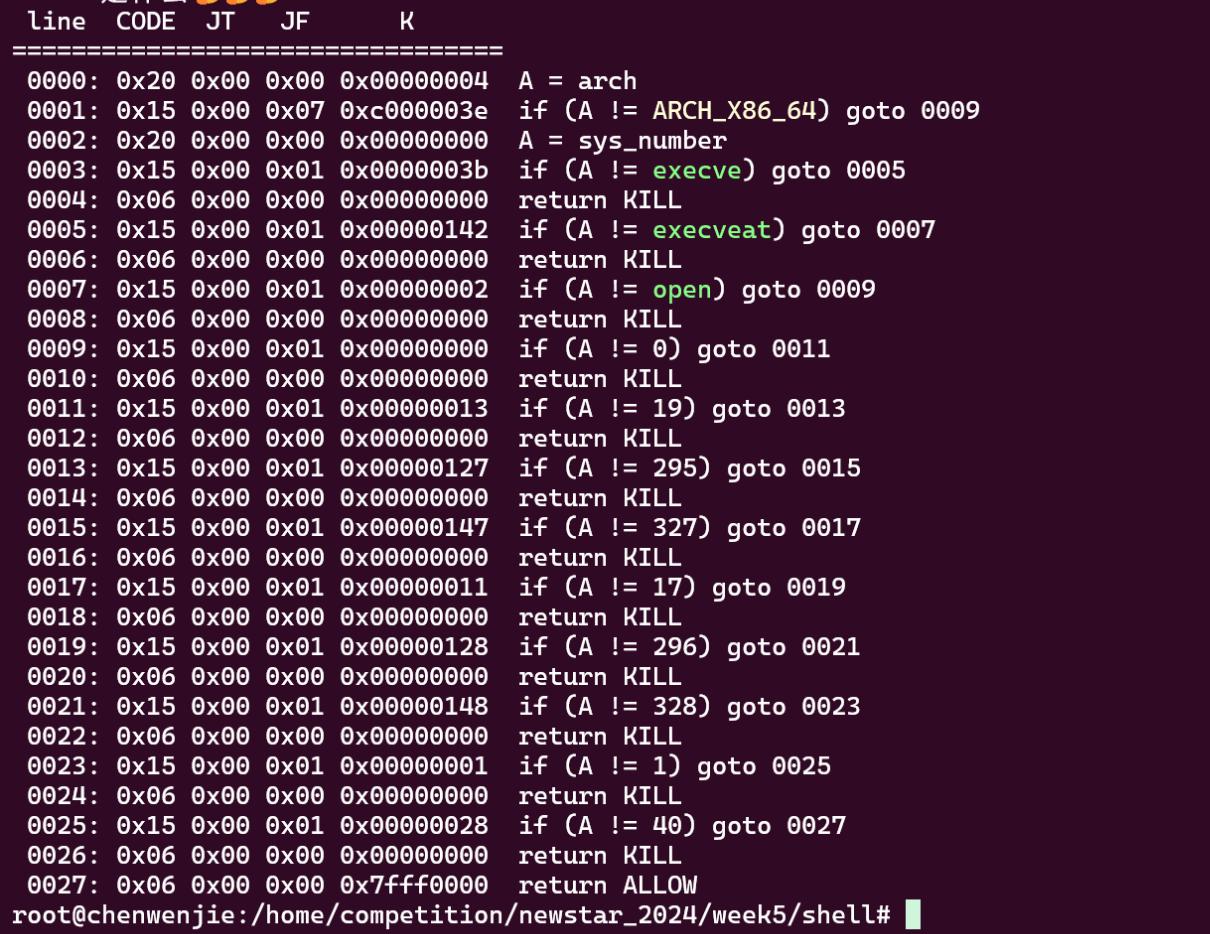 line  CODE  JT   JF      K
=================================
0000: 0x20 0x00 0x00 0x00000004  A = arch
0001: 0x15 0x00 0x07 0xc000003e  if (A != ARCH_X86_64) goto 0009
0002: 0x20 0x00 0x00 0x00000000  A = sys_number
0003: 0x15 0x00 0x01 0x0000003b  if (A != execve) goto 0005
0004: 0x06 0x00 0x00 0x00000000  return KILL
0005: 0x15 0x00 0x01 0x00000142  if (A != execveat) goto 0007
0006: 0x06 0x00 0x00 0x00000000  return KILL
0007: 0x15 0x00 0x01 0x00000002  if (A != open) goto 0009
0008: 0x06 0x00 0x00 0x00000000  return KILL
0009: 0x15 0x00 0x01 0x00000000  if (A != 0) goto 0011
0010: 0x06 0x00 0x00 0x00000000  return KILL
0011: 0x15 0x00 0x01 0x00000013  if (A != 19) goto 0013
0012: 0x06 0x00 0x00 0x00000000  return KILL
0013: 0x15 0x00 0x01 0x00000127  if (A != 295) goto 0015
0014: 0x06 0x00 0x00 0x00000000  return KILL
0015: 0x15 0x00 0x01 0x00000147  if (A != 327) goto 0017
0016: 0x06 0x00 0x00 0x00000000  return KILL
0017: 0x15 0x00 0x01 0x00000011  if (A != 17) goto 0019
0018: 0x06 0x00 0x00 0x00000000  return KILL
0019: 0x15 0x00 0x01 0x00000128  if (A != 296) goto 0021
0020: 0x06 0x00 0x00 0x00000000  return KILL
0021: 0x15 0x00 0x01 0x00000148  if (A != 328) goto 0023
0022: 0x06 0x00 0x00 0x00000000  return KILL
0023: 0x15 0x00 0x01 0x00000001  if (A != 1) goto 0025
0024: 0x06 0x00 0x00 0x00000000  return KILL
0025: 0x15 0x00 0x01 0x00000028  if (A != 40) goto 0027
0026: 0x06 0x00 0x00 0x00000000  return KILL
0027: 0x06 0x00 0x00 0x7fff0000  return ALLOW
root@chenwenjie:/home/competition/newstar_2024/week5/shell#